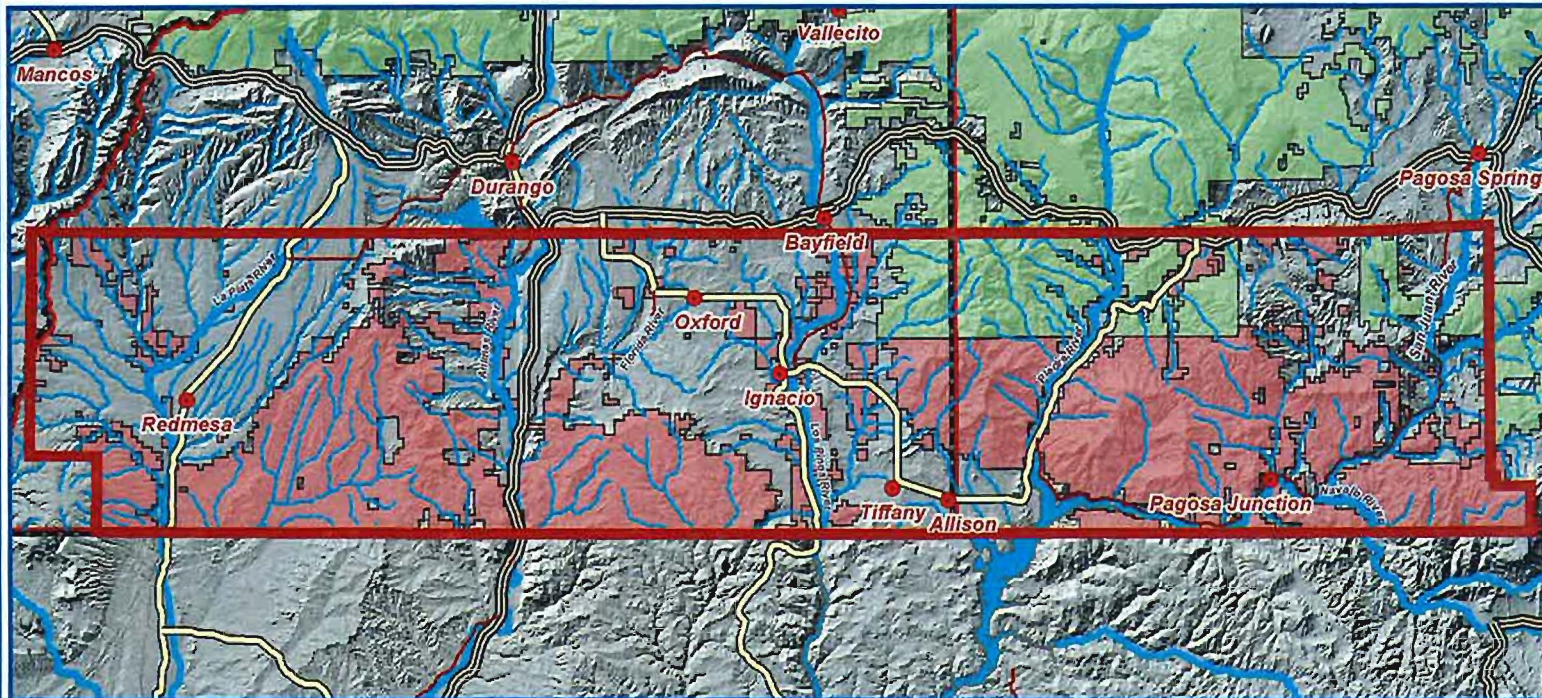 Vallecito
Mancos
Durango
Pagosa Spring
Bayfield
La Plata River
San Juan River
Animas River
Oxford
Florida River
Piedra River
Ignacio
Redmesa
Los Pinos River
Tiffany
Allison
Pagosa Junction
Navajo River